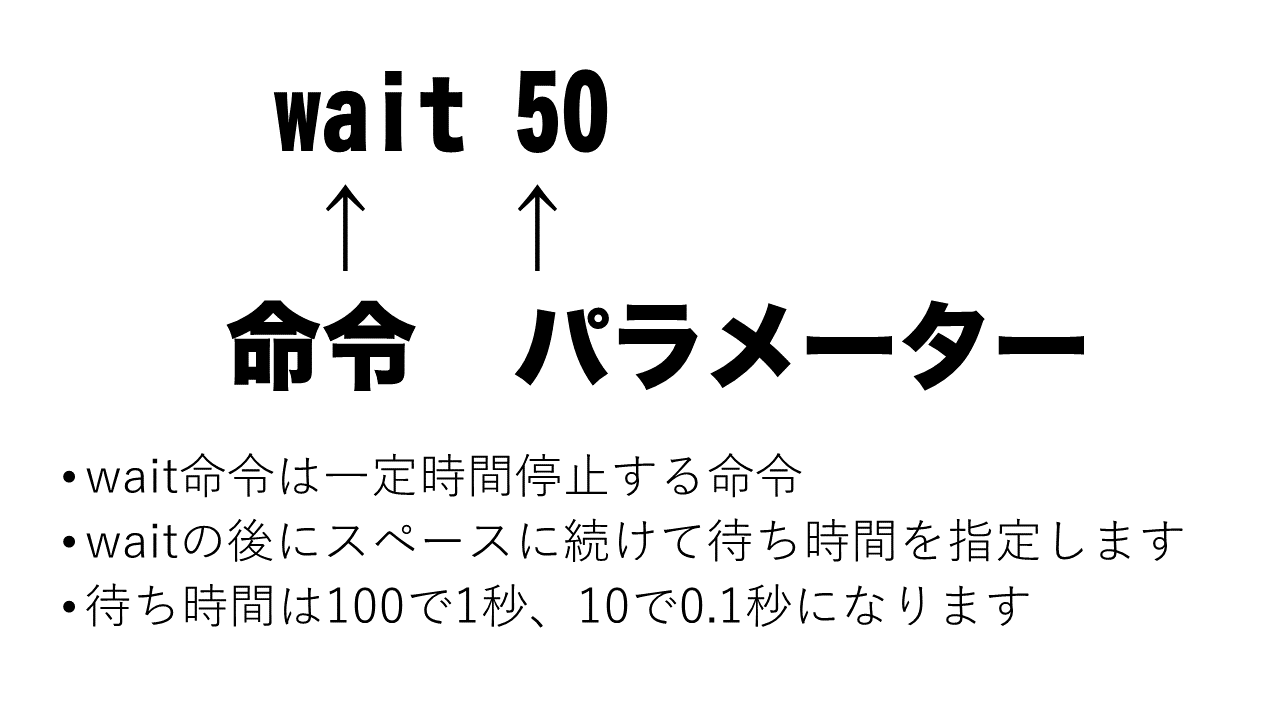 wait 50
↑ ↑
命令　パラメーター
•wait命令は一定時間停止する命令
•waitの後にスペースに続けて待ち時間を指定します
•待ち時間は100で1秒、10で0.1秒になります